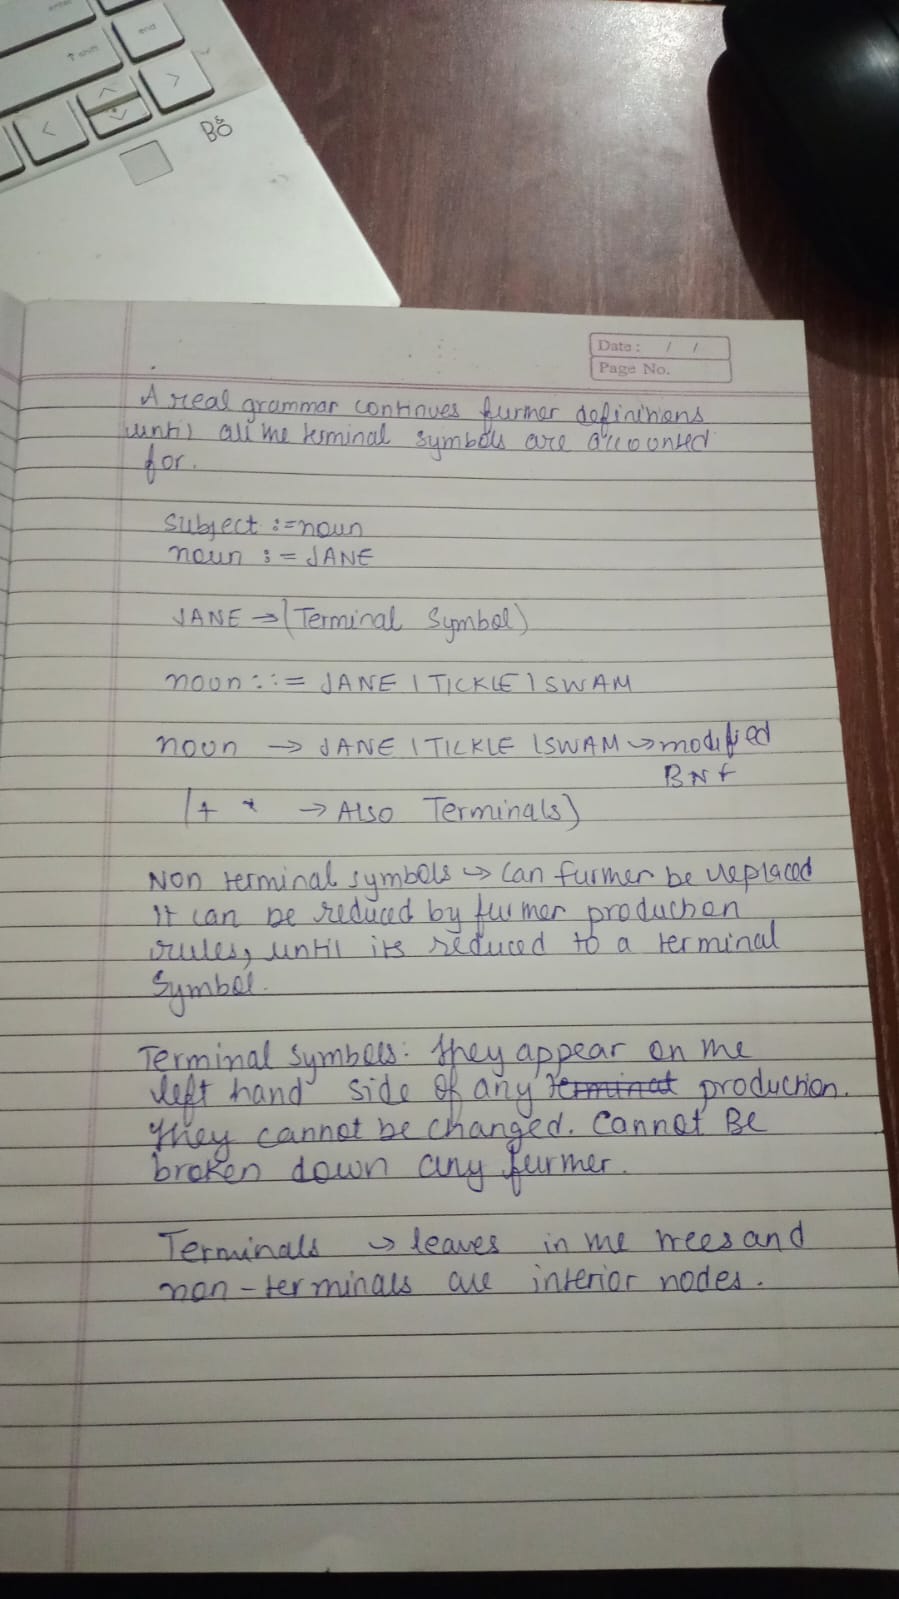 enter
↑ shift
end
<
>
B&O
Date : / /
Page No.
A real grammar continues further definitions
until all the terminal symbols are accounted
for.
Subject :=noun
noun := JANE
JANE → (Terminal Symbol)
noun ::= JANE | TICKLE | SWAM
noun → JANE | TICKLE | SWAM → modified
BNF
(+ * → Also Terminals)
Non terminal symbols → Can further be replaced
It can be reduced by further production
rules, until its reduced to a terminal
Symbol.
Terminal Symbols: they appear on the
left hand side of any terminat production.
they cannot be changed. Cannot Be
broken down any further.
Terminals → leaves in the trees and
non-terminals are interior nodes.